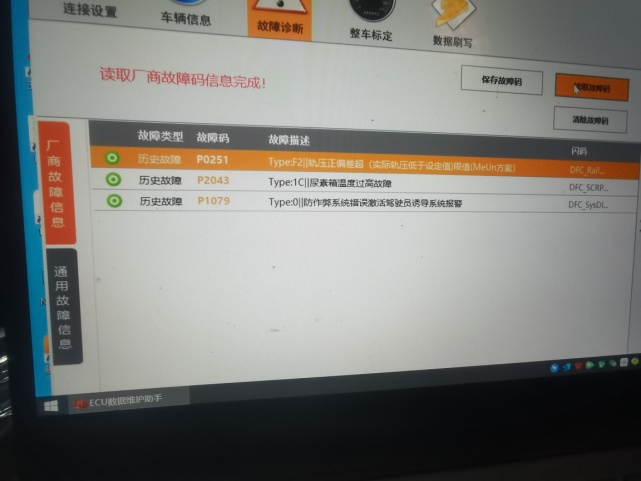 连接设置
车辆信息
故障诊断
整车标定
数据刷写
读取厂商故障码信息完成!
保存故障码
读取故障码
清除故障码
厂商故障信息
通用故障信息
故障类型 故障码 故障描述 闪码
历史故障 P0251 Type:F2||轨压正偏差超（实际轨压低于设定值)限值(MeUn方案) DFC_Rail...
历史故障 P2043 Type:1C||尿素箱温度过高故障 DFC_SCRP...
历史故障 P1079 Type:0||防作弊系统错误激活驾驶员诱导系统报警 DFC_SysDi...
ECU数据维护助手